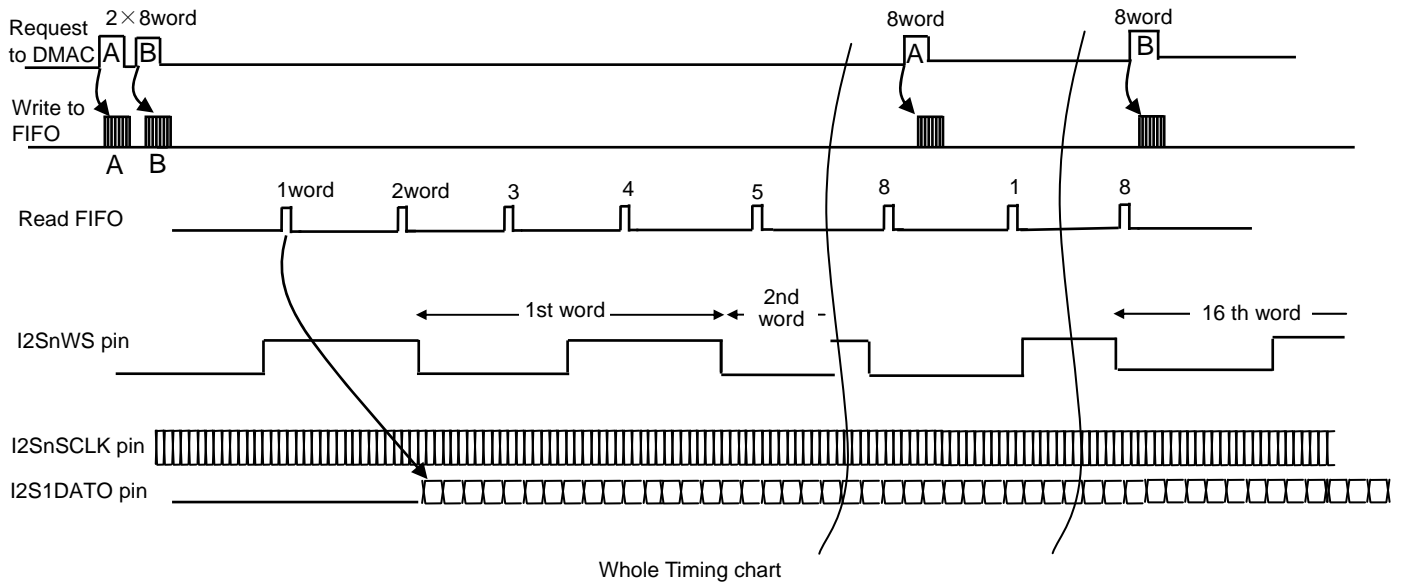 2×8word
8word
8word
Request
to DMAC
A
B
A
B
Write to
FIFO
A
B
1word
2word
3
4
5
8
1
8
Read FIFO
1st word
2nd
word
16 th word
I2SnWS pin
I2SnSCLK pin
I2S1DATO pin
Whole Timing chart